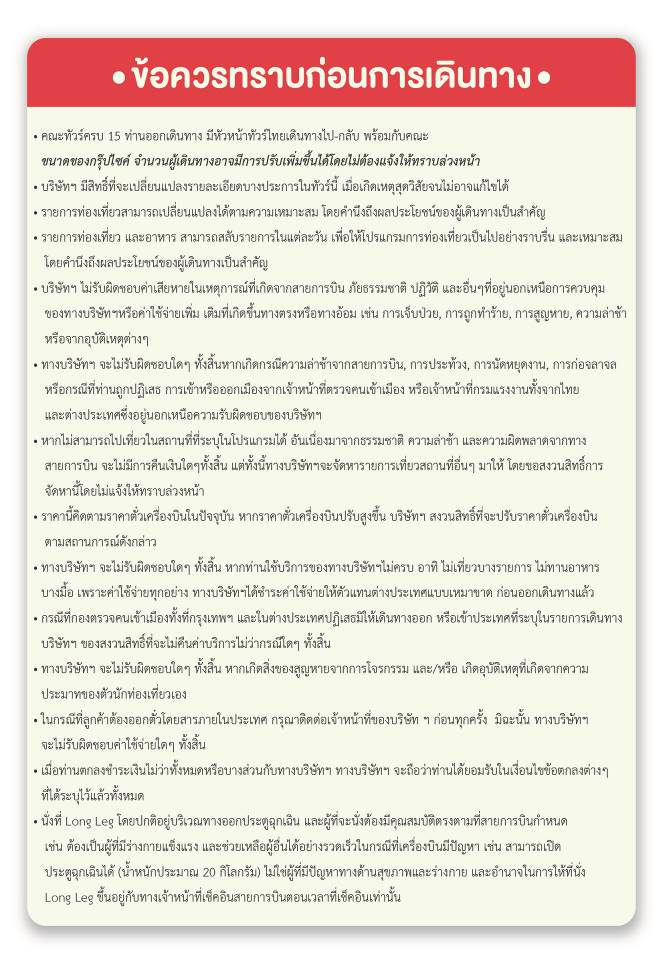 • ข้อควรทราบก่อนการเดินทาง •
• คณะทัวร์ครบ 15 ท่านออกเดินทาง มีหัวหน้าทัวร์ไทยเดินทางไป-กลับ พร้อมกับคณะ
ขนาดของกรุ๊ปไซค์ จำนวนผู้เดินทางอาจมีการปรับเพิ่มขึ้นได้โดยไม่ต้องแจ้งให้ทราบล่วงหน้า
• บริษัทฯ มีสิทธิ์ที่จะเปลี่ยนแปลงรายละเอียดบางประการในทัวร์นี้ เมื่อเกิดเหตุสุดวิสัยจนไม่อาจแก้ไขได้
• รายการท่องเที่ยวสามารถเปลี่ยนแปลงได้ตามความเหมาะสม โดยคำนึงถึงผลประโยชน์ของผู้เดินทางเป็นสำคัญ
• รายการท่องเที่ยว และอาหาร สามารถสลับรายการในแต่ละวัน เพื่อให้โปรแกรมการท่องเที่ยวเป็นไปอย่างราบรื่น และเหมาะสม
โดยคำนึงถึงผลประโยชน์ของผู้เดินทางเป็นสำคัญ
• บริษัทฯ ไม่รับผิดชอบค่าเสียหายในเหตุการณ์ที่เกิดจากสายการบิน ภัยธรรมชาติ ปฏิวัติ และอื่นๆที่อยู่นอกเหนือการควบคุม
ของทางบริษัทฯหรือค่าใช้จ่ายเพิ่ม เติมที่เกิดขึ้นทางตรงหรือทางอ้อม เช่น การเจ็บป่วย, การถูกทำร้าย, การสูญหาย, ความล่าช้า
หรือจากอุบัติเหตุต่างๆ
• ทางบริษัทฯ จะไม่รับผิดชอบใดๆ ทั้งสิ้นหากเกิดกรณีความล่าช้าจากสายการบิน, การประท้วง, การนัดหยุดงาน, การก่อจลาจล
หรือกรณีที่ท่านถูกปฏิเสธ การเข้าหรือออกเมืองจากเจ้าหน้าที่ตรวจคนเข้าเมือง หรือเจ้าหน้าที่กรมแรงงานทั้งจากไทย
และต่างประเทศซึ่งอยู่นอกเหนือความรับผิดชอบของบริษัทฯ
• หากไม่สามารถไปเที่ยวในสถานที่ที่ระบุในโปรแกรมได้ อันเนื่องมาจากธรรมชาติ ความล่าช้า และความผิดพลาดจากทาง
สายการบิน จะไม่มีการคืนเงินใดๆทั้งสิ้น แต่ทั้งนี้ทางบริษัทฯจะจัดหารายการเที่ยวสถานที่อื่นๆ มาให้ โดยขอสงวนสิทธิ์การ
จัดหานี้โดยไม่แจ้งให้ทราบล่วงหน้า
• ราคานี้คิดตามราคาตั๋วเครื่องบินในปัจจุบัน หากราคาตั๋วเครื่องบินปรับสูงขึ้น บริษัทฯ สงวนสิทธิ์ที่จะปรับราคาตั๋วเครื่องบิน
ตามสถานการณ์ดังกล่าว
• ทางบริษัทฯ จะไม่รับผิดชอบใดๆ ทั้งสิ้น หากท่านใช้บริการของทางบริษัทฯไม่ครบ อาทิ ไม่เที่ยวบางรายการ ไม่ทานอาหาร
บางมื้อ เพราะค่าใช้จ่ายทุกอย่าง ทางบริษัทฯได้ชำระค่าใช้จ่ายให้ตัวแทนต่างประเทศแบบเหมาขาด ก่อนออกเดินทางแล้ว
• กรณีที่กองตรวจคนเข้าเมืองทั้งที่กรุงเทพฯ และในต่างประเทศปฏิเสธมิให้เดินทางออก หรือเข้าประเทศที่ระบุในรายการเดินทาง
บริษัทฯ ของสงวนสิทธิ์ที่จะไม่คืนค่าบริการไม่ว่ากรณีใดๆ ทั้งสิ้น
• ทางบริษัทฯ จะไม่รับผิดชอบใดๆ ทั้งสิ้น หากเกิดสิ่งของสูญหายจากการโจรกรรม และ/หรือ เกิดอุบัติเหตุที่เกิดจากความ
ประมาทของตัวนักท่องเที่ยวเอง
• ในกรณีที่ลูกค้าต้องออกตั๋วโดยสารภายในประเทศ กรุณาติดต่อเจ้าหน้าที่ของบริษัท ฯ ก่อนทุกครั้ง มิฉะนั้น ทางบริษัทฯ
จะไม่รับผิดชอบค่าใช้จ่ายใดๆ ทั้งสิ้น
• เมื่อท่านตกลงชำระเงินไม่ว่าทั้งหมดหรือบางส่วนกับทางบริษัทฯ ทางบริษัทฯ จะถือว่าท่านได้ยอมรับในเงื่อนไขข้อตกลงต่างๆ
ที่ได้ระบุไว้แล้วทั้งหมด
• นั่งที่ Long Leg โดยปกติอยู่บริเวณทางออกประตูฉุกเฉิน และผู้ที่จะนั่งต้องมีคุณสมบัติตรงตามที่สายการบินกำหนด
เช่น ต้องเป็นผู้ที่มีร่างกายแข็งแรง และช่วยเหลือผู้อื่นได้อย่างรวดเร็วในกรณีที่เครื่องบินมีปัญหา เช่น สามารถเปิด
ประตูฉุกเฉินได้ (น้ำหนักประมาณ 20 กิโลกรัม) ไม่ใช่ผู้ที่มีปัญหาทางด้านสุขภาพและร่างกาย และอำนาจในการให้ที่นั่ง
Long Leg ขึ้นอยู่กับทางเจ้าหน้าที่เช็คอินสายการบินตอนเวลาที่เช็คอินเท่านั้น